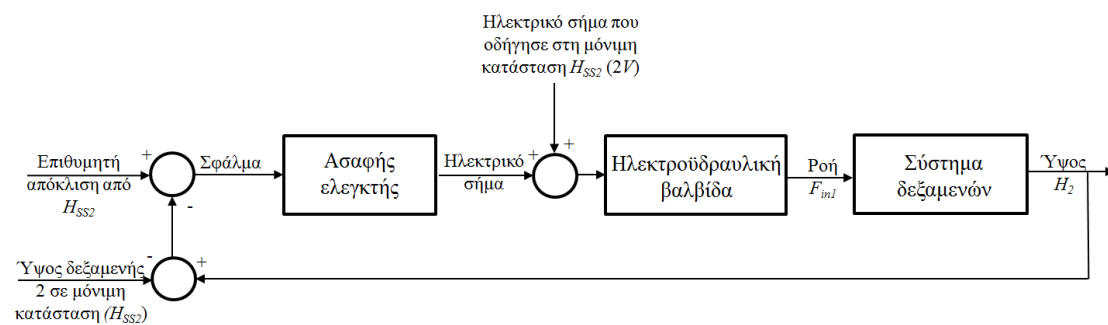 Ηλεκτρικό σήμα που
οδήγησε στη μόνιμη
κατάσταση H_SS2 (2V)
+
Επιθυμητή
απόκλιση από
H_SS2
+
-
Σφάλμα
Ασαφής
ελεγκτής
Ηλεκτρικό
σήμα
+
Ηλεκτροϋδραυλική
βαλβίδα
Ροή
F_in1
Σύστημα
δεξαμενών
Ύψος
H_2
Ύψος δεξαμενής
2 σε μόνιμη
κατάσταση (H_SS2)
-
+